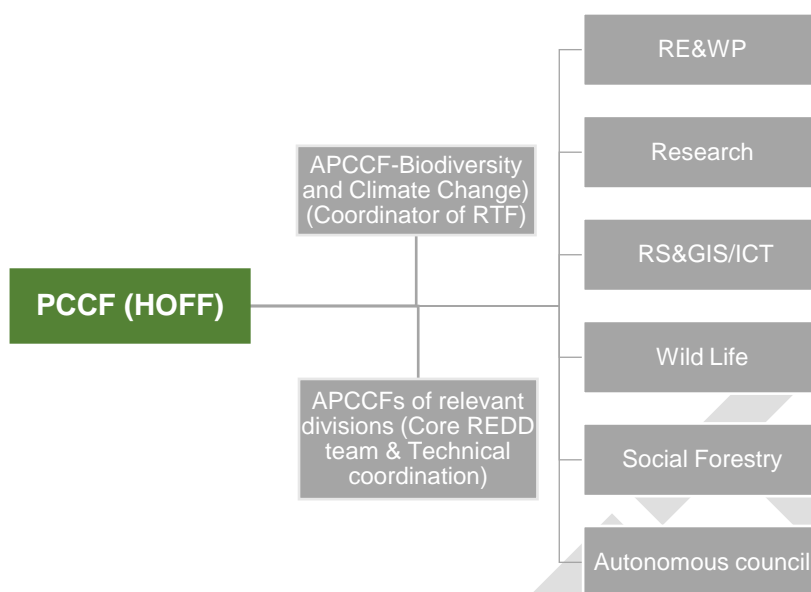 PCCF (HOFF)
APCCF-Biodiversity
and Climate Change)
(Coordinator of RTF)
APCCFs of relevant
divisions (Core REDD
team & Technical
coordination)
RE&WP
Research
RS&GIS/ICT
Wild Life
Social Forestry
Autonomous council